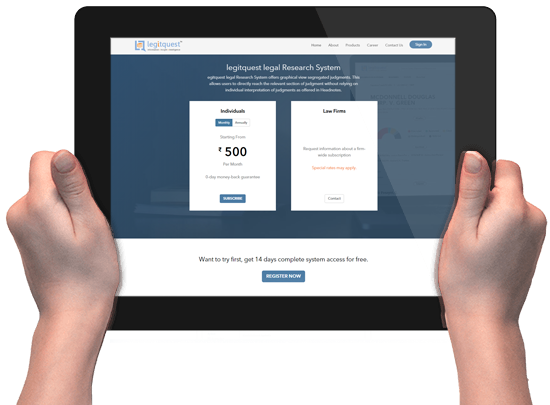 legitquest
Home About Products Career Contact Us Sign In
legitquest legal Research System
legitquest legal Research System offers graphical view segregated judgments. This
allows users to directly reach the relevant section of judgment without relying on
individual interpretation of judgments as offered in Headnotes.
Individuals
Monthly Annually
Starting From
₹ 500
Per Month
0-day money-back guarantee
SUBSCRIBE
Law Firms
Request information about a firm-
wide subscription
Special rates may apply
Contact
Want to try first, get 14 days complete system access for free.
REGISTER NOW